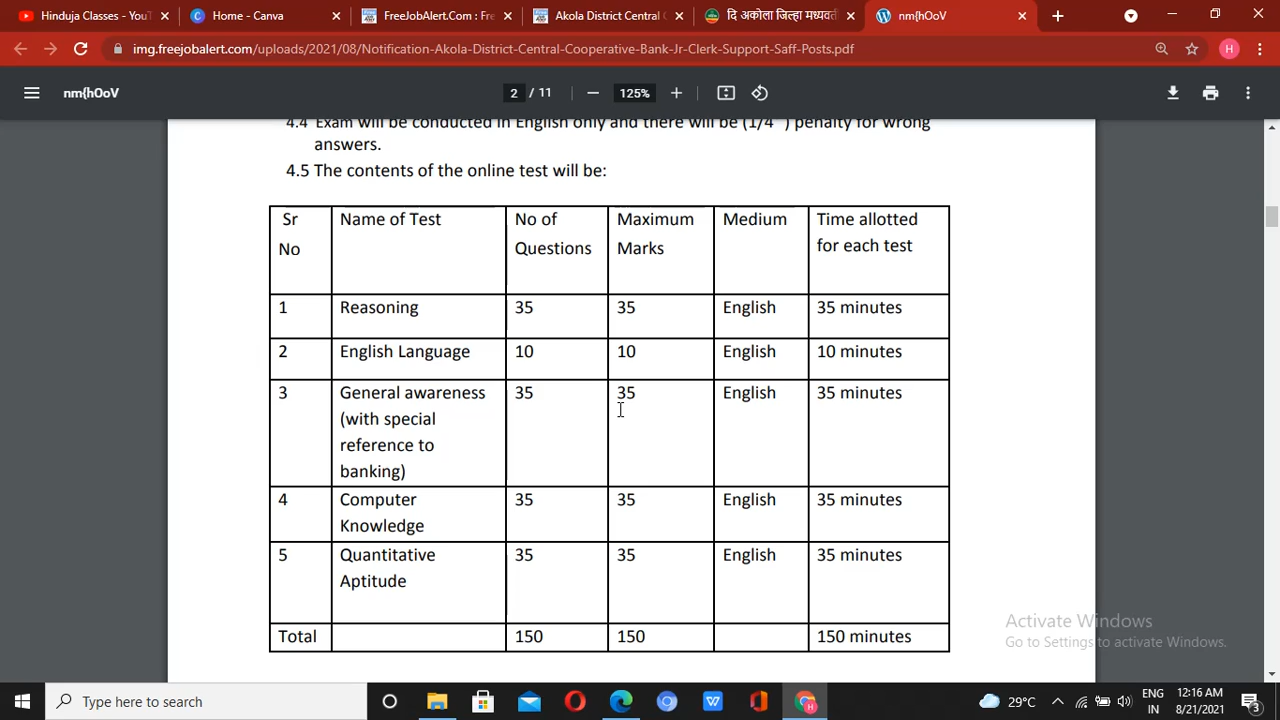 Hinduja Classes - YouT
Home - Canva
FreeJobAlert.Com : Fre
Akola District Central C
दि अकोला जिल्हा मध्यवर्ती
nm{hOoV
img.freejobalert.com/uploads/2021/08/Notification-Akola-District-Central-Cooperative-Bank-Jr-Clerk-Support-Saff-Posts.pdf
H
nm{hOoV
2 / 11
125%
4.4 Exam will be conducted in English only and there will be (1/4 ) penalty for wrong
answers.
4.5 The contents of the online test will be:
Sr No Name of Test No of Questions Maximum Marks Medium Time allotted for each test
1 Reasoning 35 35 English 35 minutes
2 English Language 10 10 English 10 minutes
3 General awareness 35 35 English 35 minutes
(with special
reference to
banking)
4 Computer 35 35 English 35 minutes
Knowledge
5 Quantitative 35 35 English 35 minutes
Aptitude
Total 150 150 150 minutes
Activate Windows
Go to Settings to activate Windows.
Type here to search
29°C
ENG
IN
12:16 AM
8/21/2021
3